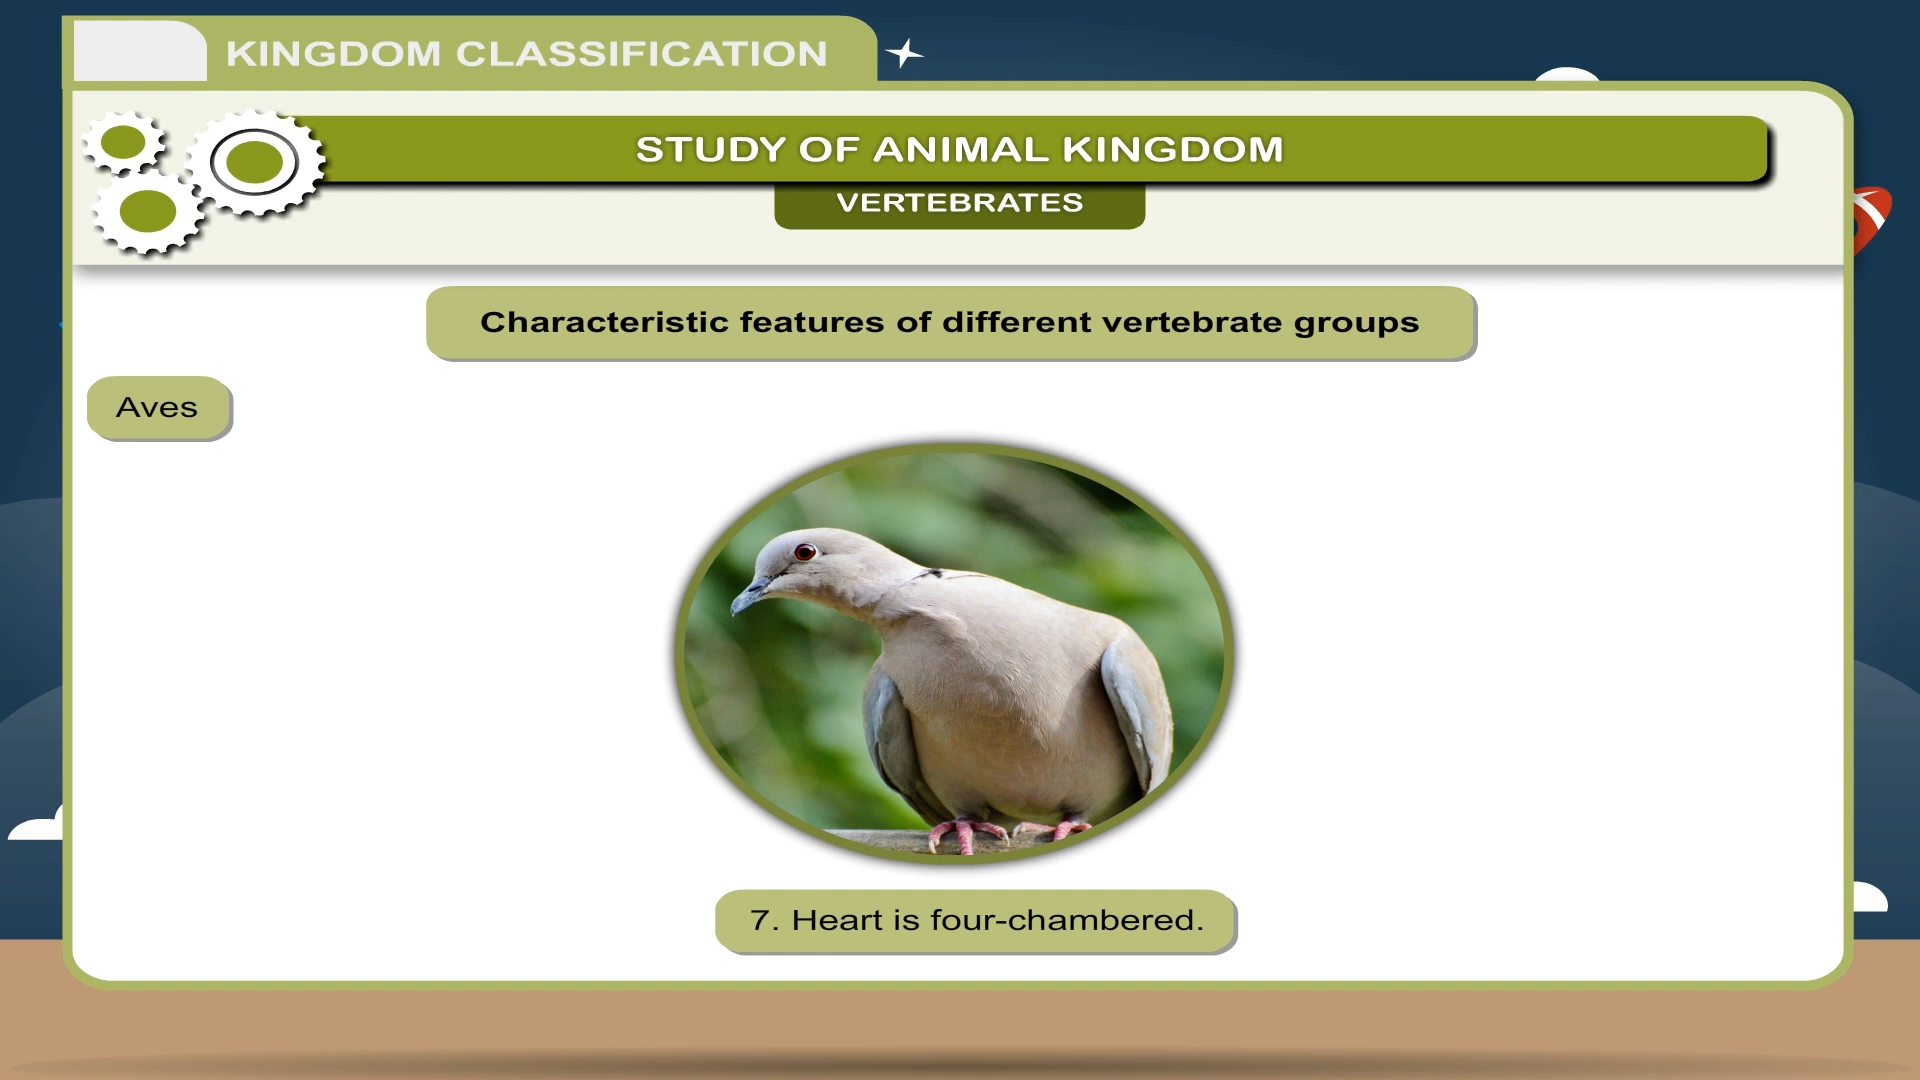 KINGDOM CLASSIFICATION
STUDY OF ANIMAL KINGDOM
VERTEBRATES
Characteristic features of different vertebrate groups
Aves
7. Heart is four-chambered.